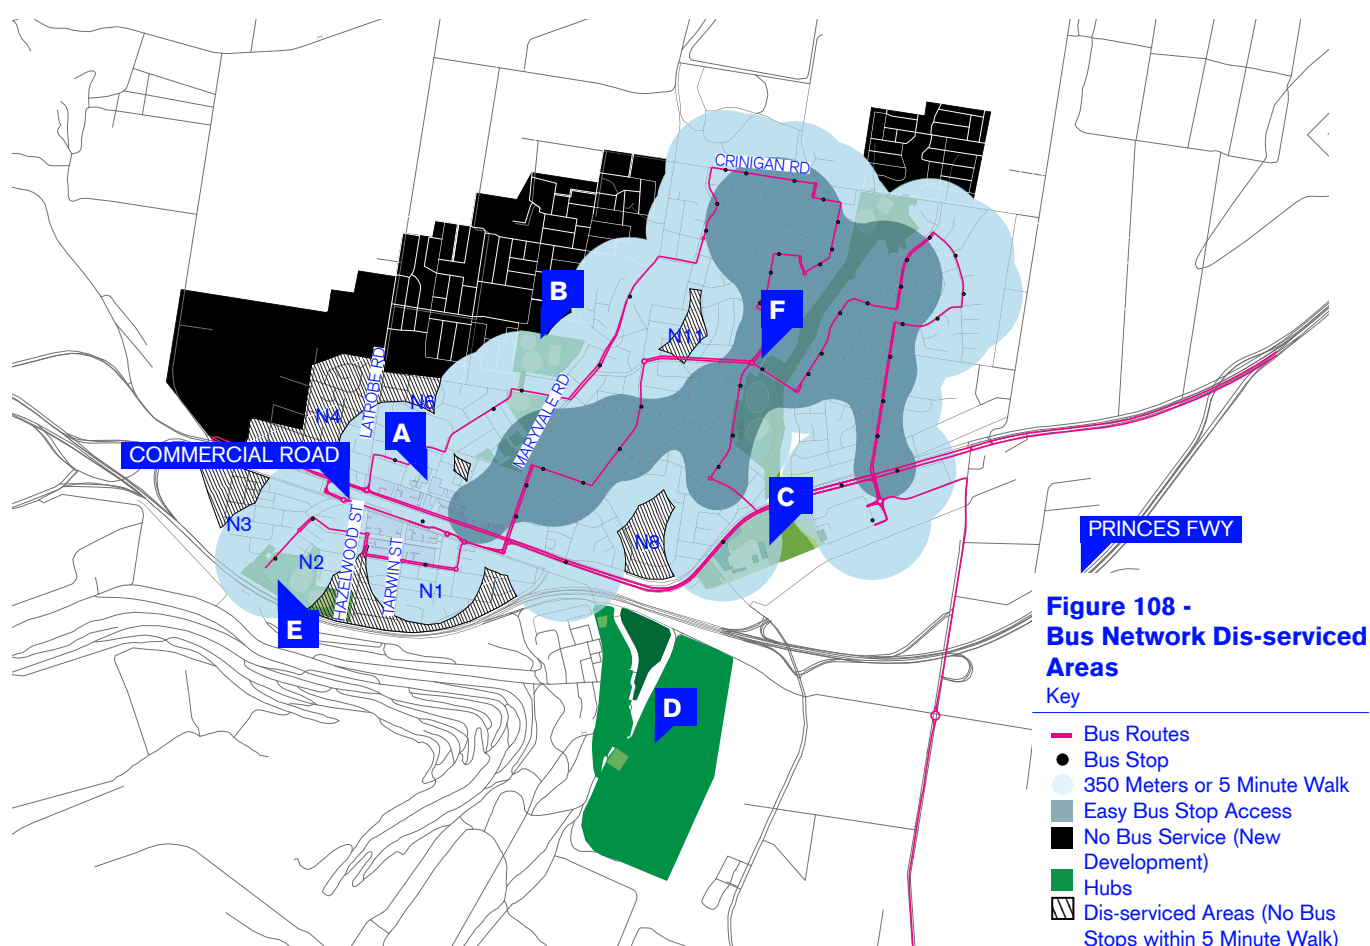 CRINIGAN RD
B
F
N11
LATROBE RD
N6
N4
MARYVALE RD
A
COMMERCIAL ROAD
C
N3
HAZELWOOD ST
N8
PRINCES FWY
N2
TARWIN ST
N1
E
D
Figure 108 -
Bus Network Dis-serviced
Areas
Key
Bus Routes
Bus Stop
350 Meters or 5 Minute Walk
Easy Bus Stop Access
No Bus Service (New
Development)
Hubs
Dis-serviced Areas (No Bus
Stops within 5 Minute Walk)